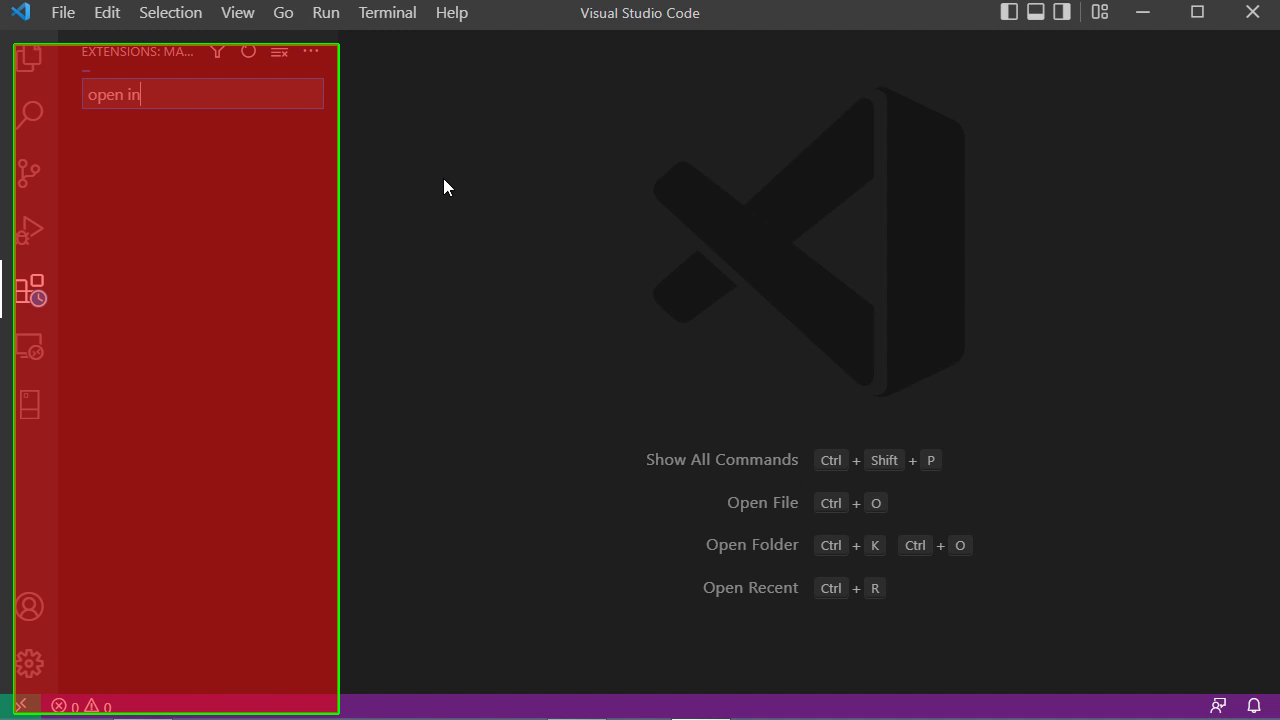 File Edit Selection View Go Run Terminal Help Visual Studio Code
EXTENSIONS: MA...
open in
Show All Commands Ctrl + Shift + P
Open File Ctrl + O
Open Folder Ctrl + K Ctrl + O
Open Recent Ctrl + R
0 0